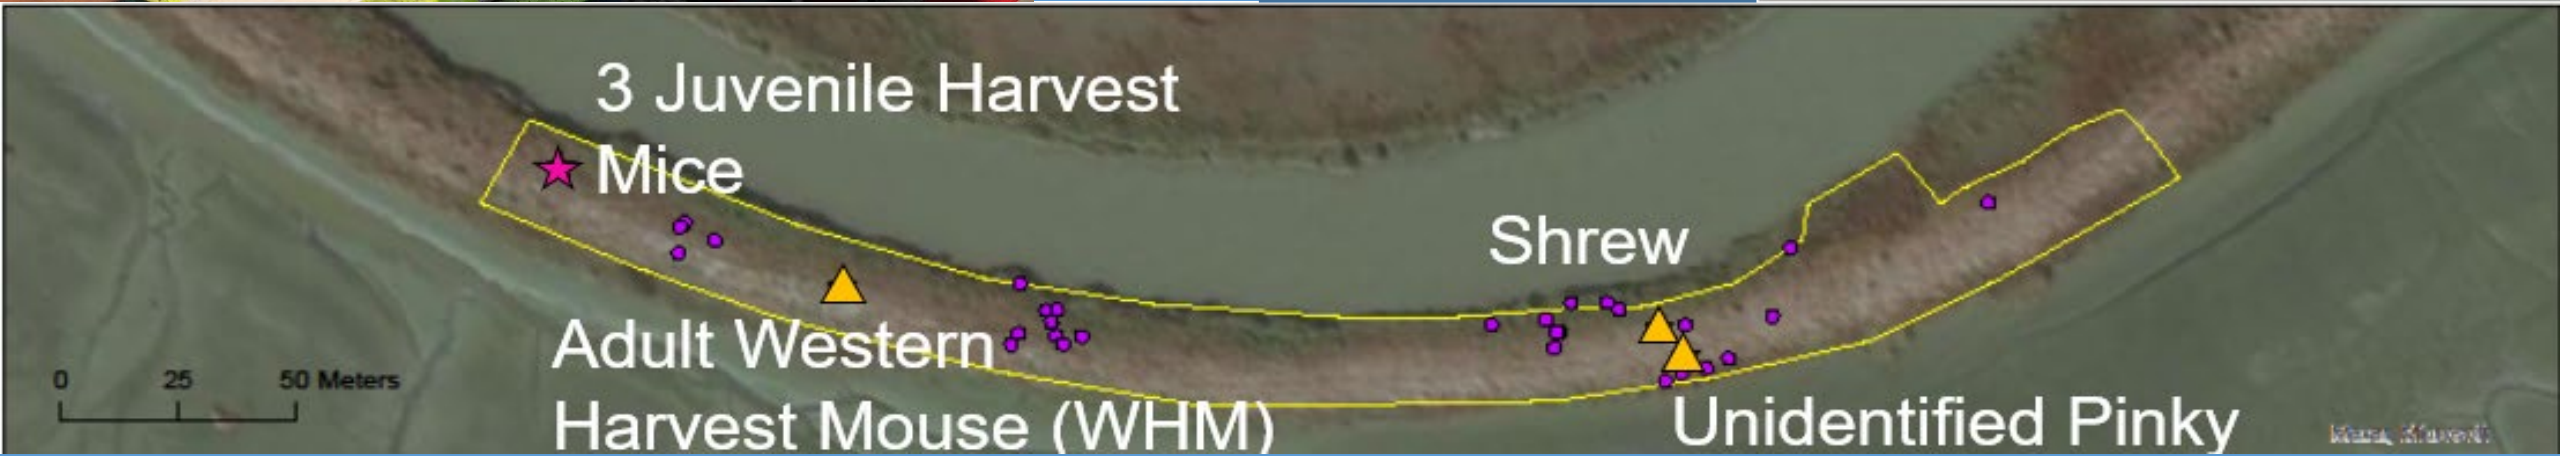 3 Juvenile Harvest
Mice
Shrew
Adult Western
Harvest Mouse (WHM)
Unidentified Pinky
0 25 50 Meters